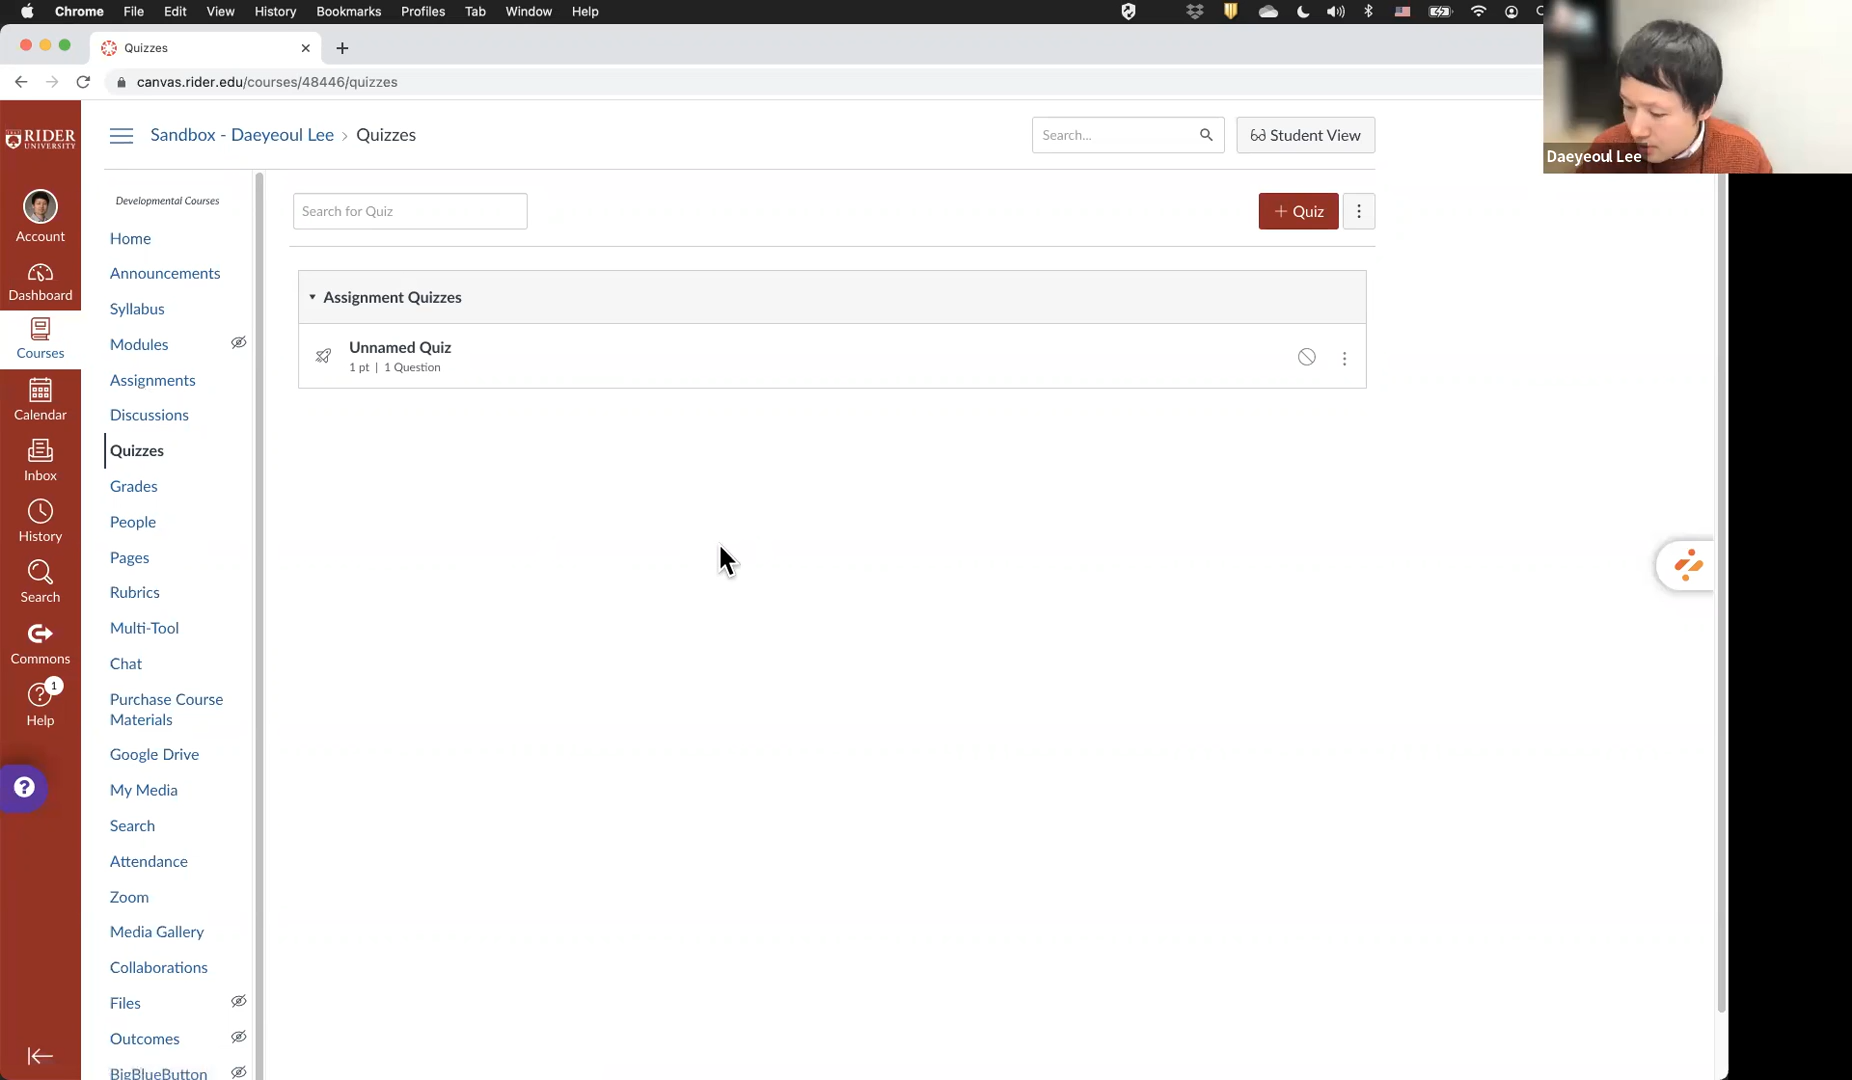 Chrome File Edit View History Bookmarks Profiles Tab Window Help
Quizzes
canvas.rider.edu/courses/48446/quizzes
Daeyeoul Lee
RIDER
UNIVERSITY
Account
Dashboard
Courses
Calendar
Inbox
History
Search
Commons
1
Help
Sandbox - Daeyeoul Lee › Quizzes
Search...
Student View
Developmental Courses
Home
Announcements
Syllabus
Modules
Assignments
Discussions
Quizzes
Grades
People
Pages
Rubrics
Multi-Tool
Chat
Purchase Course
Materials
Google Drive
My Media
Search
Attendance
Zoom
Media Gallery
Collaborations
Files
Outcomes
BigBlueButton
Search for Quiz
+ Quiz
Assignment Quizzes
Unnamed Quiz
1 pt | 1 Question